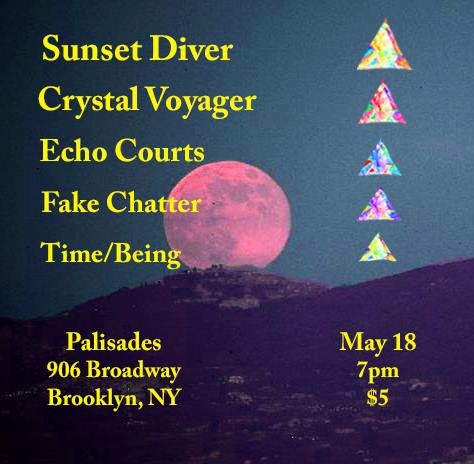 Sunset Diver
Crystal Voyager
Echo Courts
Fake Chatter
Time/Being
Palisades
906 Broadway
Brooklyn, NY
May 18
7pm
$5